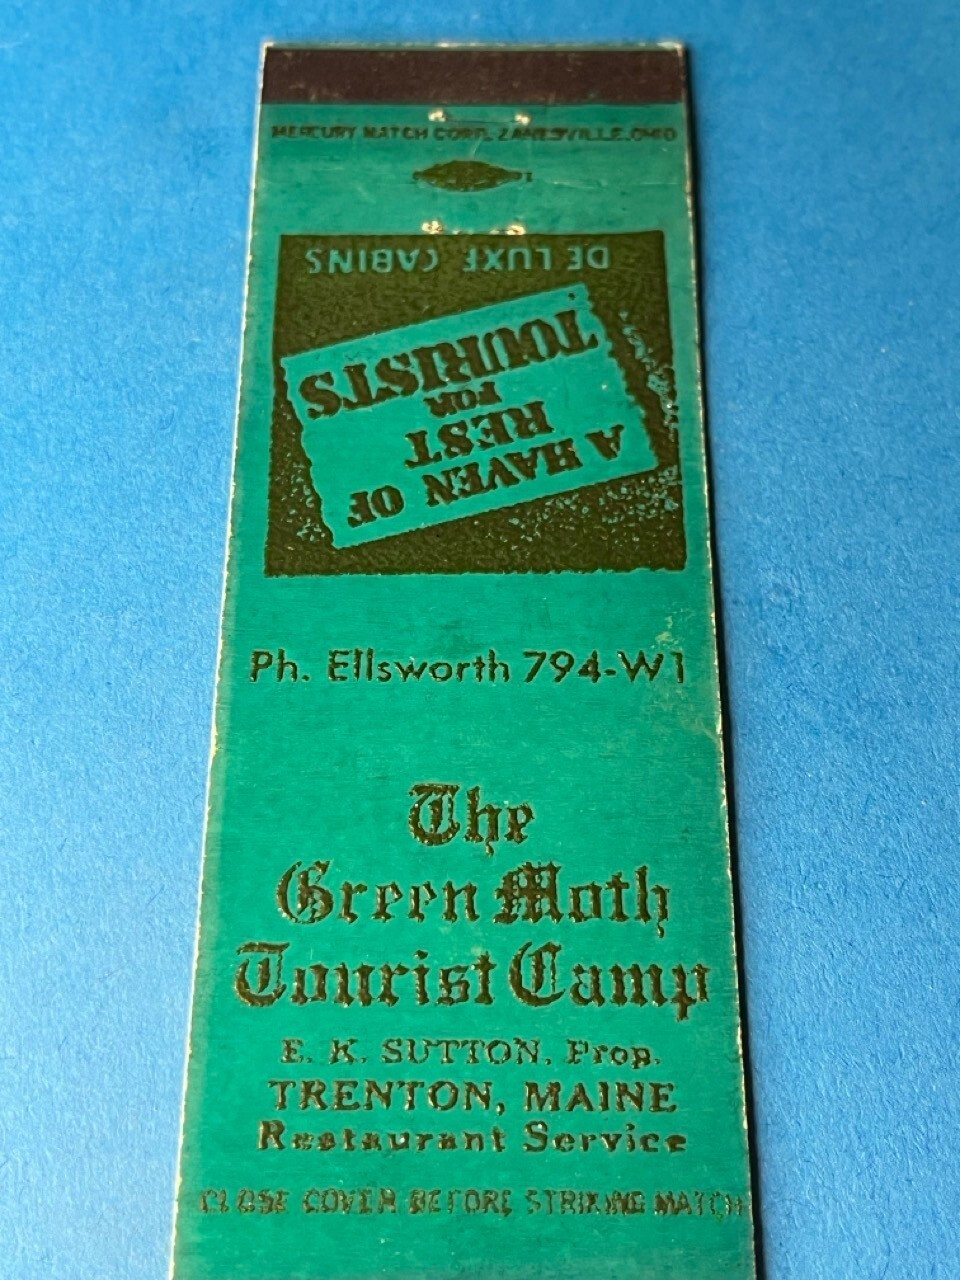 MERCURY MATCH CORP. ZANESVILLE, OHIO
A HAVEN OF
REST
FOR
TOURISTS
DE LUXE CABINS
Ph. Ellsworth 794-W1
The
Green Moth
Tourist Camp
E. K. SUTTON, Prop.
TRENTON, MAINE
Restaurant Service
CLOSE COVER BEFORE STRIKING MATCH